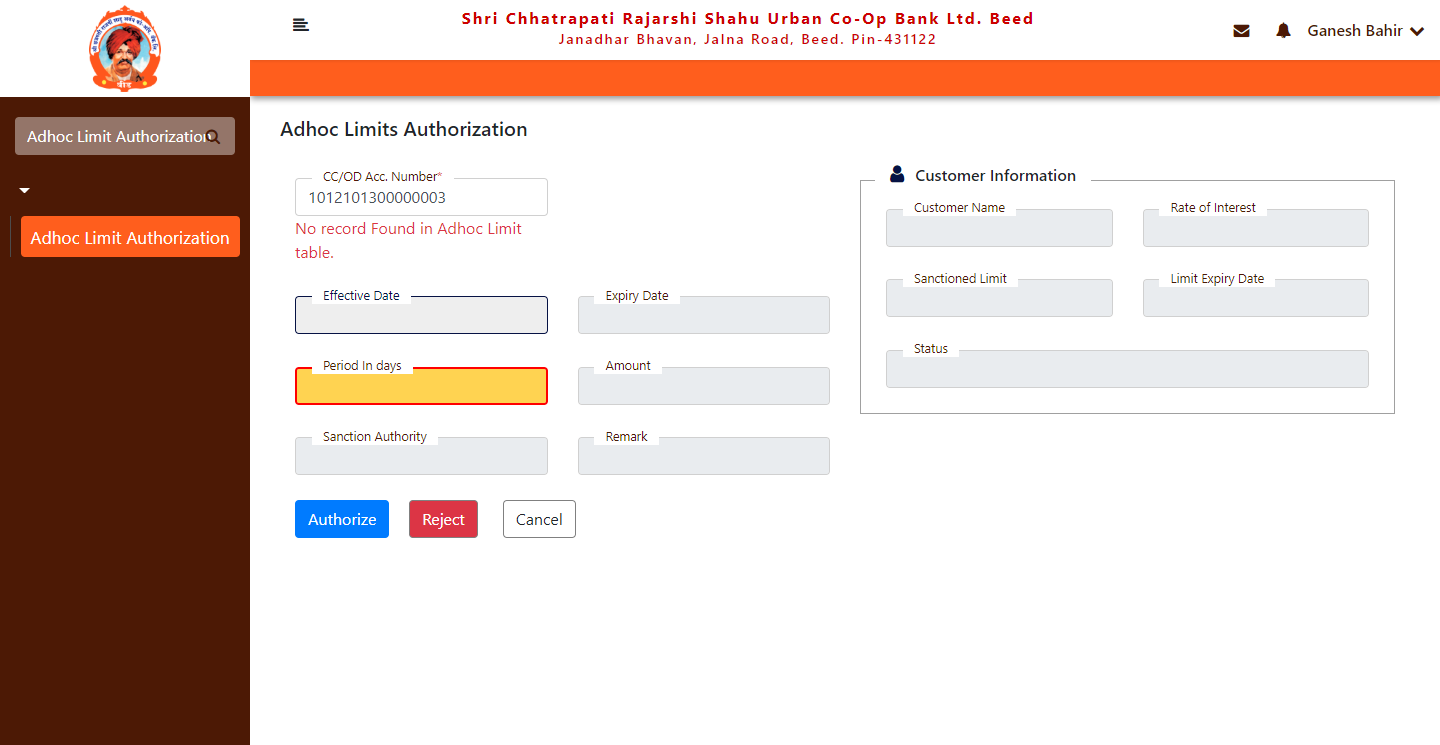 Shri Chhatrapati Rajarshi Shahu Urban Co-Op Bank Ltd. Beed
Janadhar Bhavan, Jalna Road, Beed. Pin-431122
Ganesh Bahir
Adhoc Limit Authorization
Adhoc Limit Authorization
Adhoc Limits Authorization
CC/OD Acc. Number*
1012101300000003
No record Found in Adhoc Limit
table.
Effective Date
Expiry Date
Period In days
Amount
Sanction Authority
Remark
Authorize
Reject
Cancel
Customer Information
Customer Name
Rate of Interest
Sanctioned Limit
Limit Expiry Date
Status